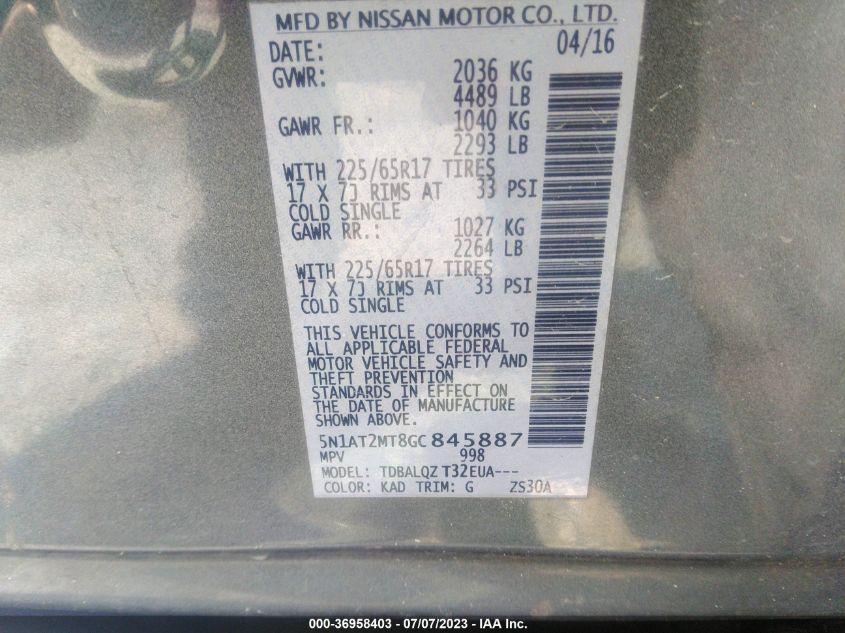 MFD BY NISSAN MOTOR CO., LTD.
DATE: 04/16
GVWR: 2036 KG
4489 LB
GAWR FR.: 1040 KG
2293 LB
WITH 225/65R17 TIRES
17 X 7J RIMS AT 33 PSI
COLD SINGLE
GAWR RR.: 1027 KG
2264 LB
WITH 225/65R17 TIRES
17 X 7J RIMS AT 33 PSI
COLD SINGLE
THIS VEHICLE CONFORMS TO
ALL APPLICABLE FEDERAL
MOTOR VEHICLE SAFETY AND
THEFT PREVENTION
STANDARDS IN EFFECT ON
THE DATE OF MANUFACTURE
SHOWN ABOVE.
5N1AT2MT8GC845887
MPV 998
MODEL: TDBALQZ T32EUA---
COLOR: KAD TRIM: G ZS30A
000-36958403 - 07/07/2023 - IAA Inc.